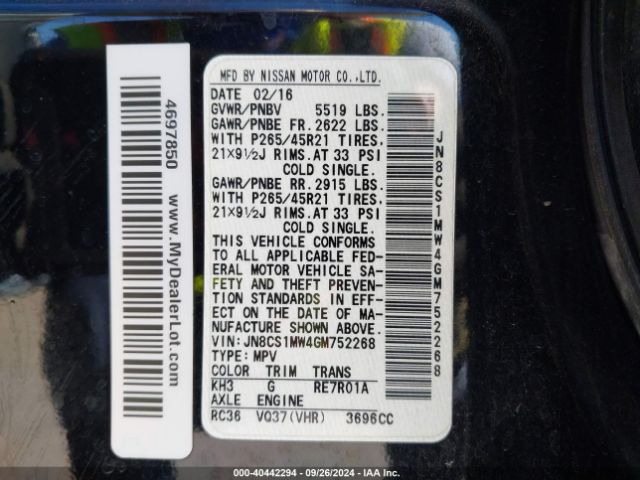 MFD BY NISSAN MOTOR CO.,LTD.
DATE 02/16
GVWR/PNBV 5519 LBS.
GAWR/PNBE FR. 2622 LBS.
WITH P265/45R21 TIRES,
21X9½J RIMS.AT 33 PSI
COLD SINGLE.
GAWR/PNBE RR. 2915 LBS.
WITH P265/45R21 TIRES,
21X9½J RIMS.AT 33 PSI
COLD SINGLE.
THIS VEHICLE CONFORMS
TO ALL APPLICABLE FED-
ERAL MOTOR VEHICLE SA-
FETY AND THEFT PREVEN-
TION STANDARDS IN EFF-
ECT ON THE DATE OF MA-
NUFACTURE SHOWN ABOVE.
VIN: JN8CS1MW4GM752268
TYPE: MPV
COLOR TRIM TRANS
KH3 G RE7R01A
AXLE ENGINE
RC36 VQ37(VHR) 3696CC
JN8CS1MW4GM752268
4697850
www.MyDealerLot.com
000-40442294 - 09/26/2024 - IAA Inc.